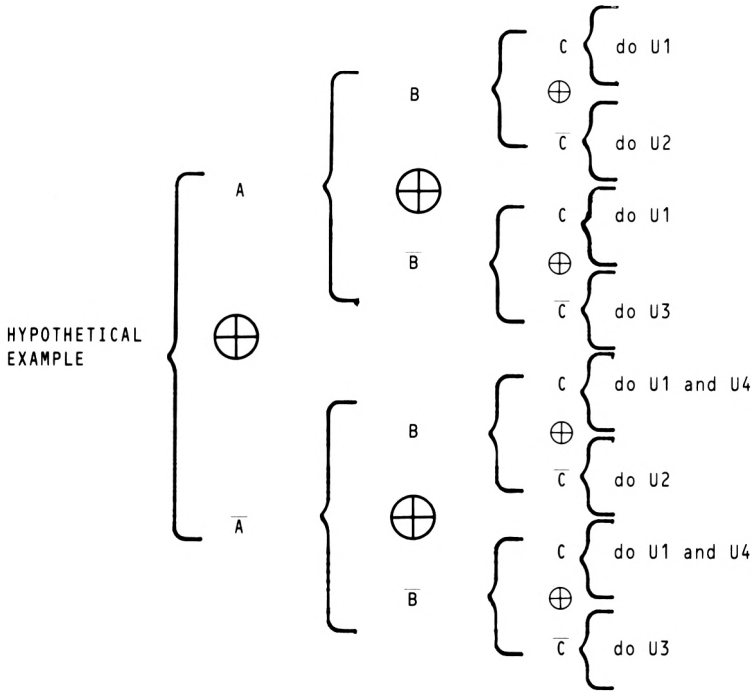 C do U1
B
C̅ do U2
A
C do U1
B̅
C̅ do U3
HYPOTHETICAL
EXAMPLE
C do U1 and U4
B
C̅ do U2
A̅
C do U1 and U4
B̅
C̅ do U3